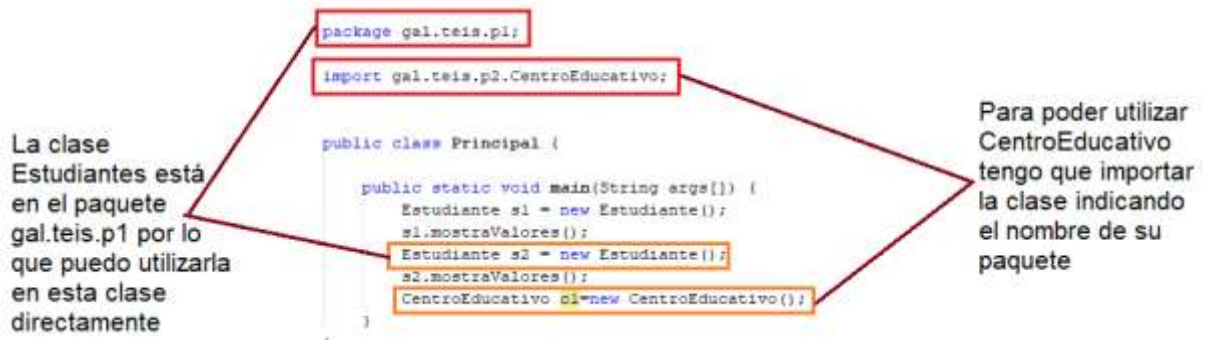 package gal.teis.p1;
import gal.teis.p2.CentroEducativo;
public class Principal {
public static void main(String args[]) {
Estudiante s1 = new Estudiante();
s1.mostraValores();
Estudiante s2 = new Estudiante();
s2.mostraValores();
CentroEducativo c1=new CentroEducativo();
}
La clase
Estudiantes está
en el paquete
gal.teis.p1 por lo
que puedo utilizarla
en esta clase
directamente
Para poder utilizar
CentroEducativo
tengo que importar
la clase indicando
el nombre de su
paquete